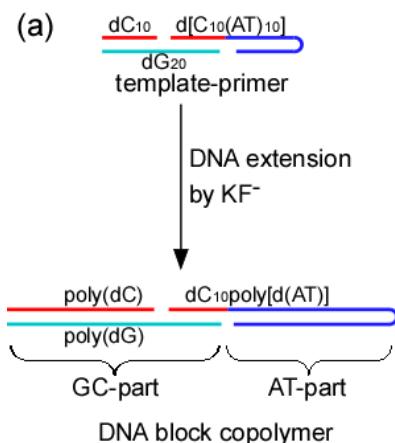 (a)
dC10 d[C10(AT)10]
dG20
template-primer
DNA extension
by KF-
poly(dC) dC10poly[d(AT)]
poly(dG)
GC-part AT-part
DNA block copolymer